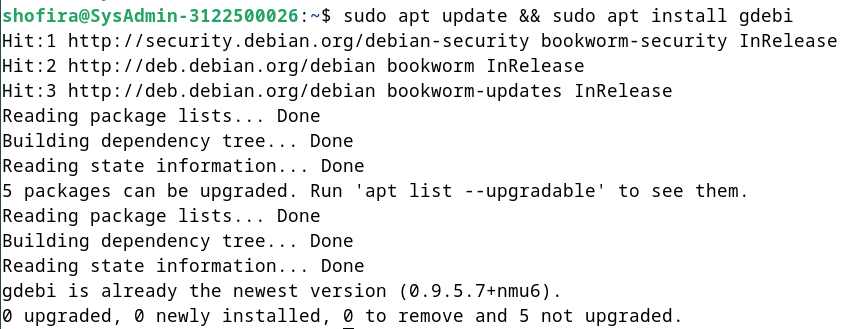 shofira@SysAdmin-3122500026:~$ sudo apt update && sudo apt install gdebi
Hit:1 http://security.debian.org/debian-security bookworm-security InRelease
Hit:2 http://deb.debian.org/debian bookworm InRelease
Hit:3 http://deb.debian.org/debian bookworm-updates InRelease
Reading package lists... Done
Building dependency tree... Done
Reading state information... Done
5 packages can be upgraded. Run 'apt list --upgradable' to see them.
Reading package lists... Done
Building dependency tree... Done
Reading state information... Done
gdebi is already the newest version (0.9.5.7+nmu6).
0 upgraded, 0 newly installed, 0 to remove and 5 not upgraded.